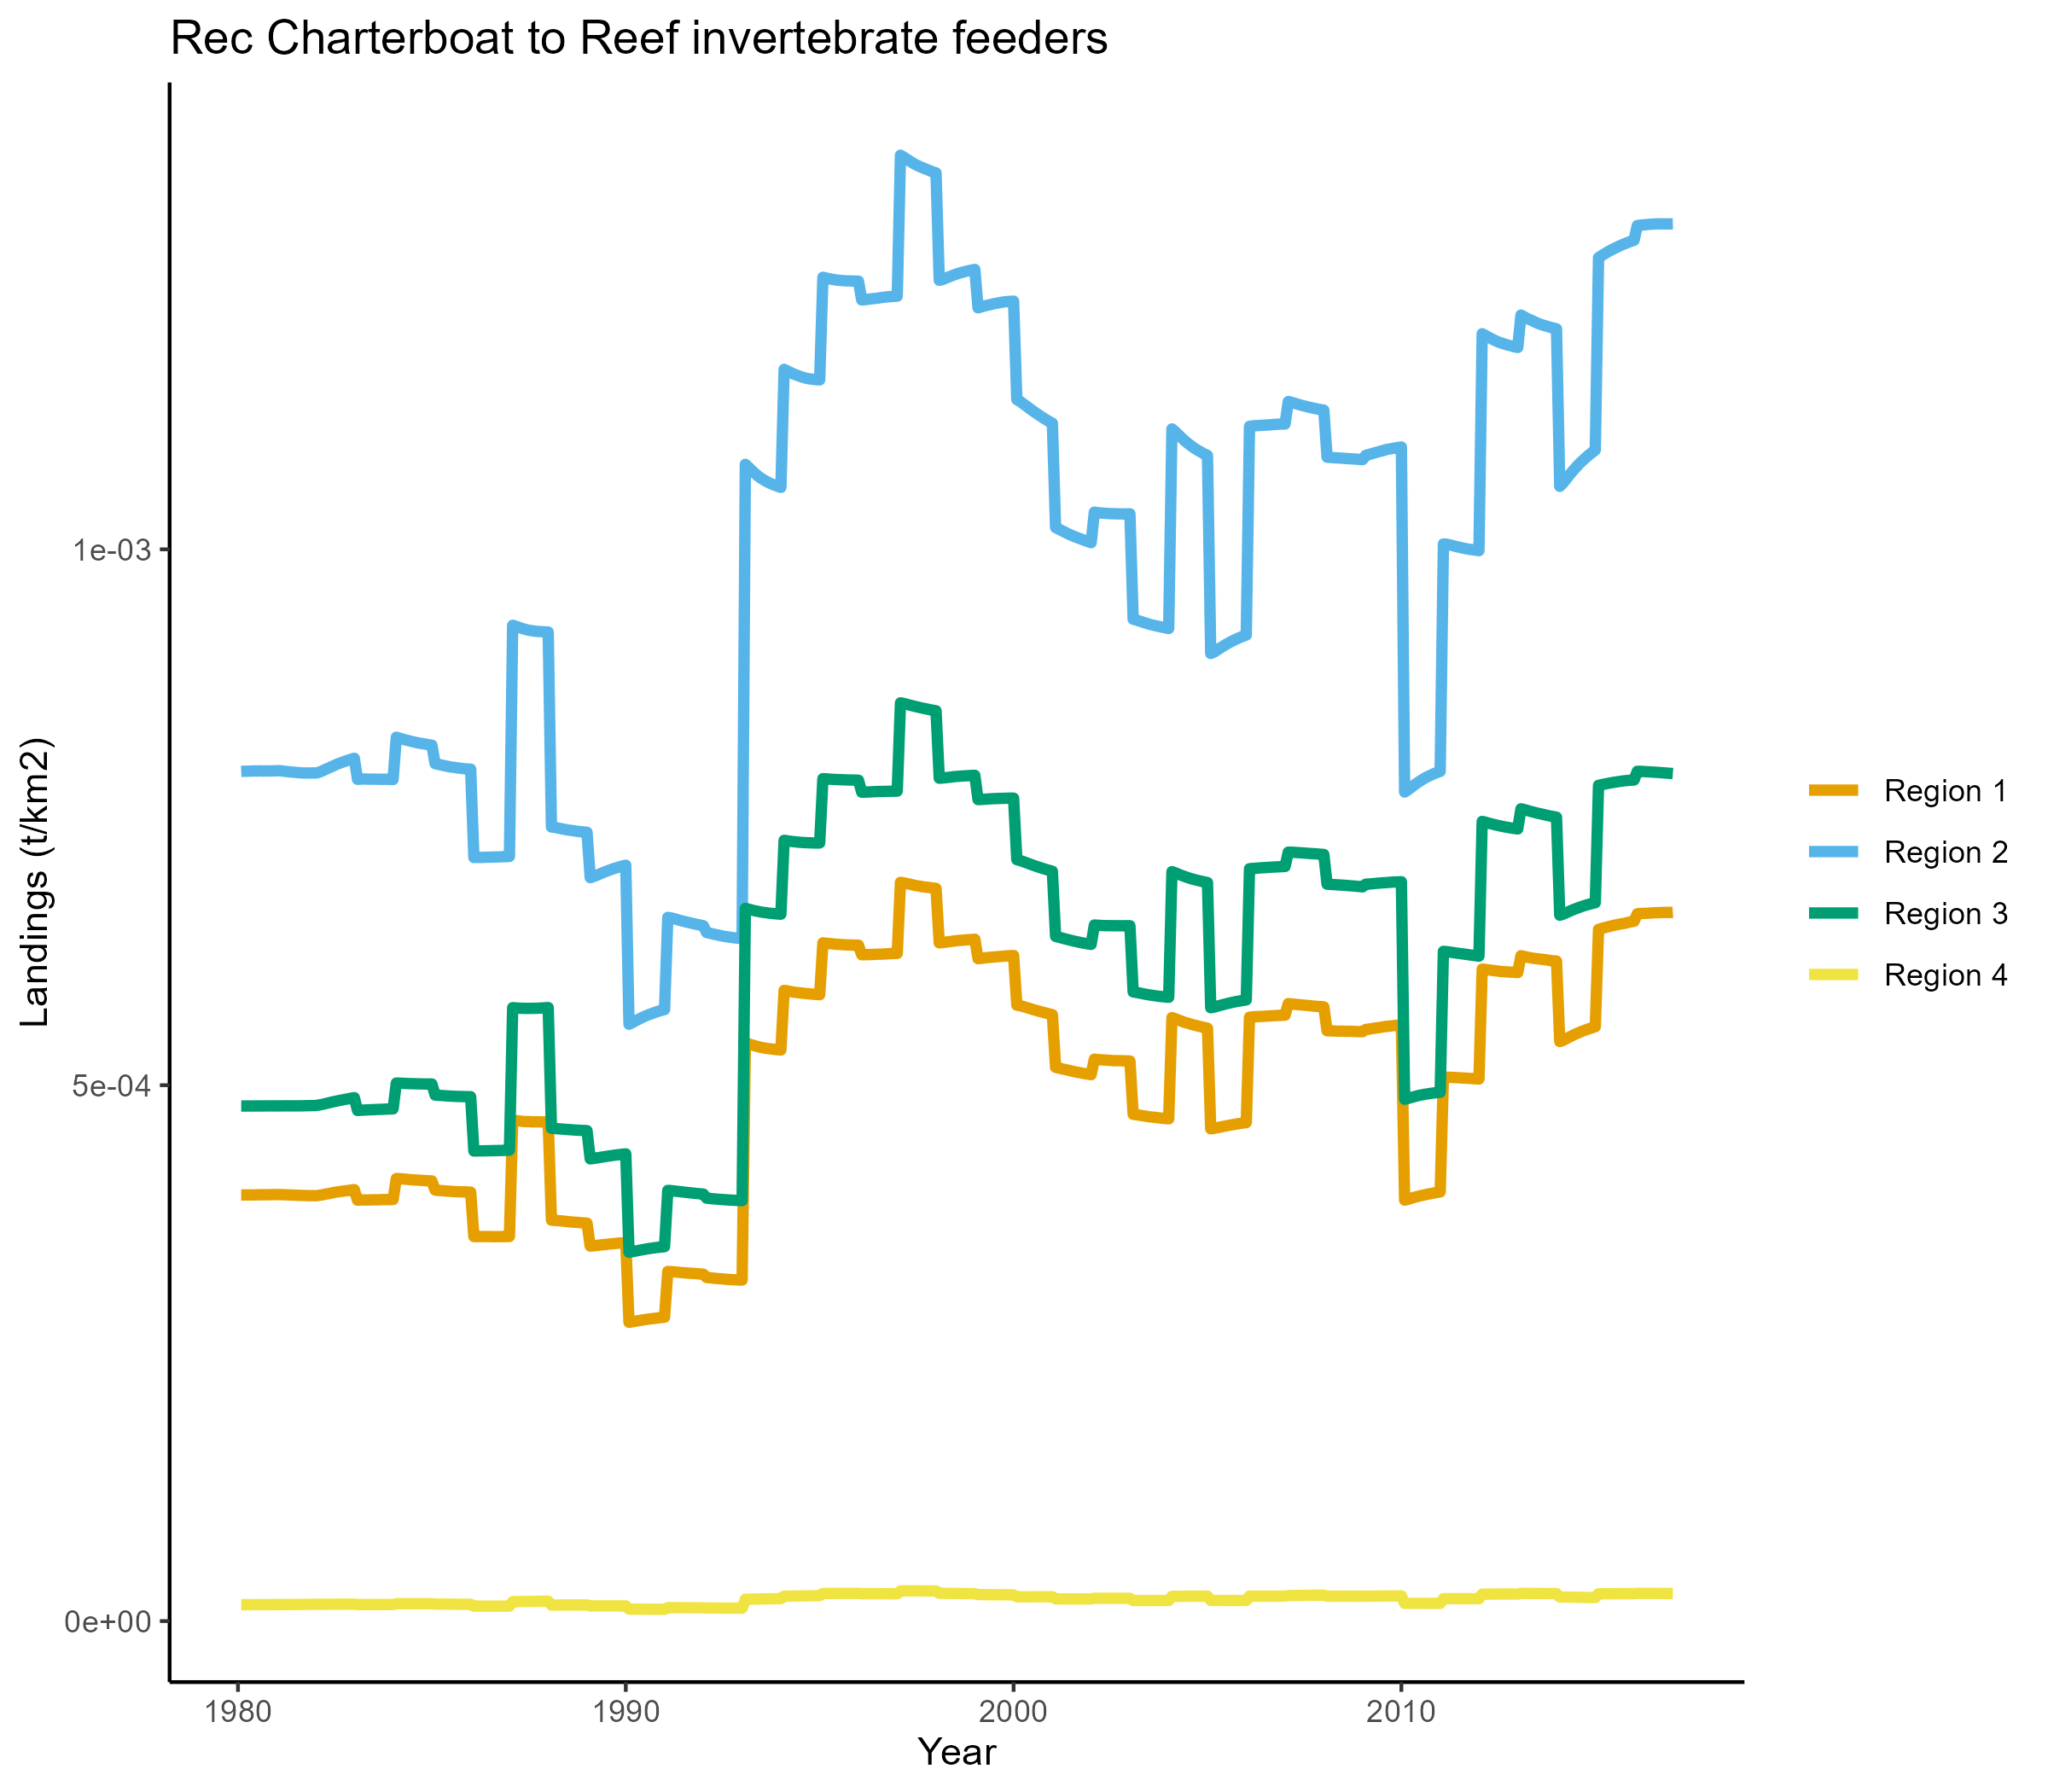 Rec Charterboat to Reef invertebrate feeders
Landings (t/km2)
1e-03
5e-04
0e+00
1980
1990
2000
2010
Year
Region 1
Region 2
Region 3
Region 4